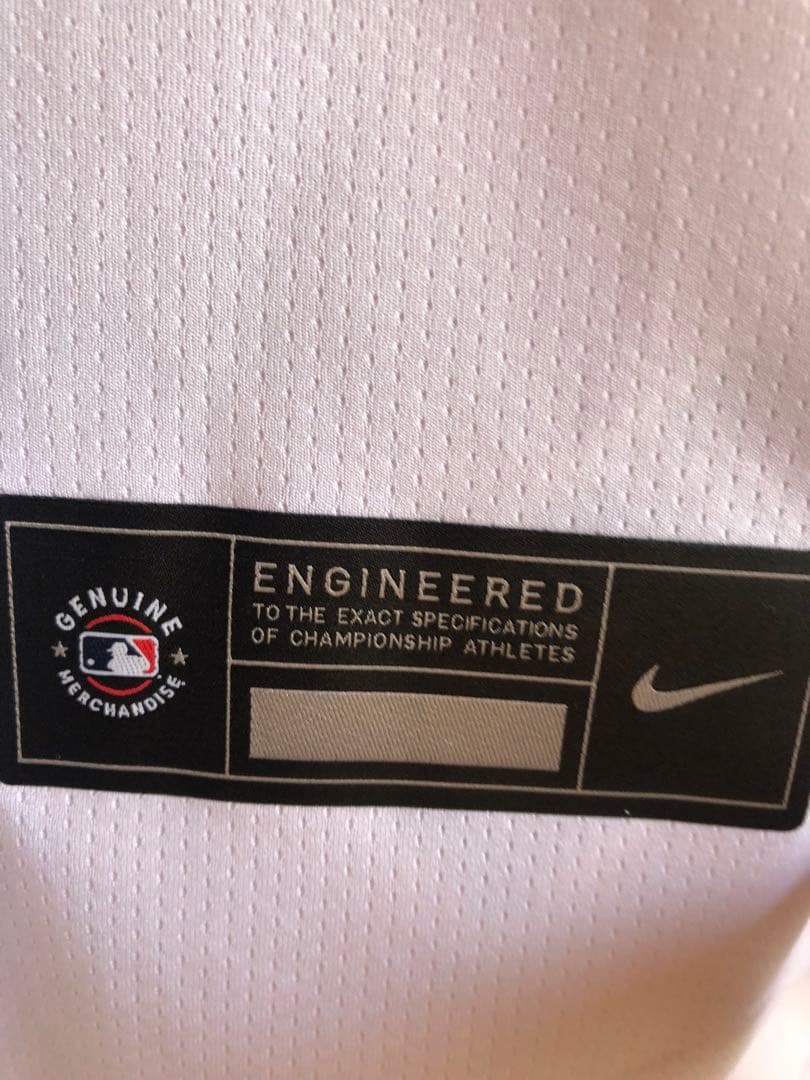 GENUINE
MERCHANDISE
ENGINEERED
TO THE EXACT SPECIFICATIONS
OF CHAMPIONSHIP ATHLETES